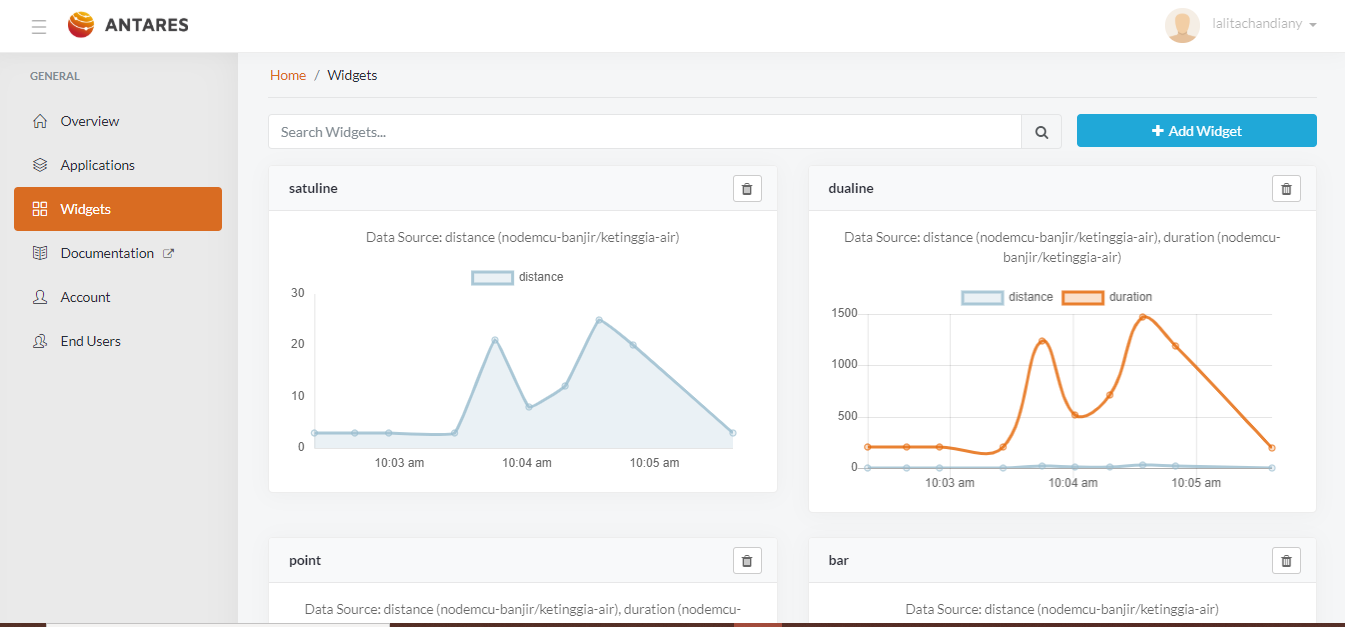 ANTARES
lalitachandiany
GENERAL
Overview
Applications
Widgets
Documentation
Account
End Users
Home / Widgets
Search Widgets...
Add Widget
satuline
Data Source: distance (nodemcu-banjir/ketinggia-air)
distance
30
20
10
0
10:03 am 10:04 am 10:05 am
dualine
Data Source: distance (nodemcu-banjir/ketinggia-air), duration (nodemcu-
banjir/ketinggia-air)
distance duration
1500
1000
500
0
10:03 am 10:04 am 10:05 am
point
Data Source: distance (nodemcu-banjir/ketinggia-air), duration (nodemcu-
bar
Data Source: distance (nodemcu-banjir/ketinggia-air)